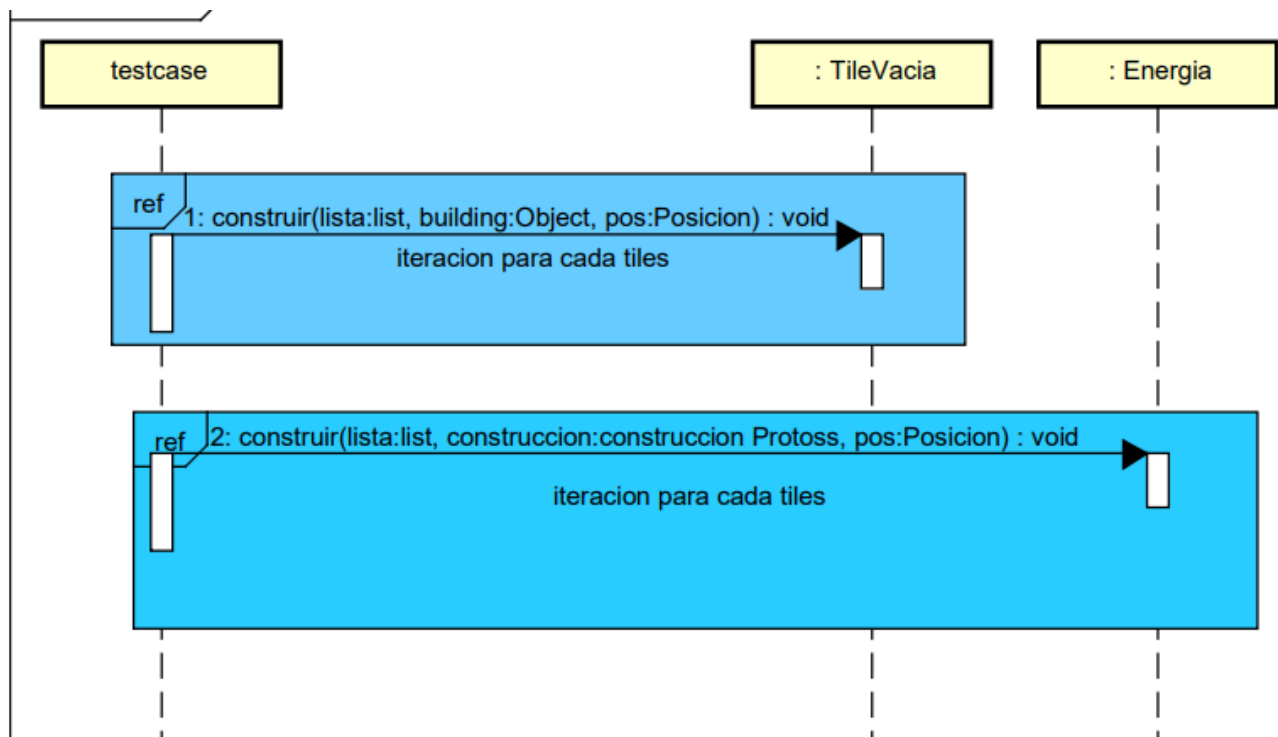 testcase
: TileVacia
: Energia
ref
1: construir(lista:list, building:Object, pos:Posicion) : void
iteracion para cada tiles
ref
2: construir(lista:list, construccion:construccion Protoss, pos:Posicion) : void
iteracion para cada tiles